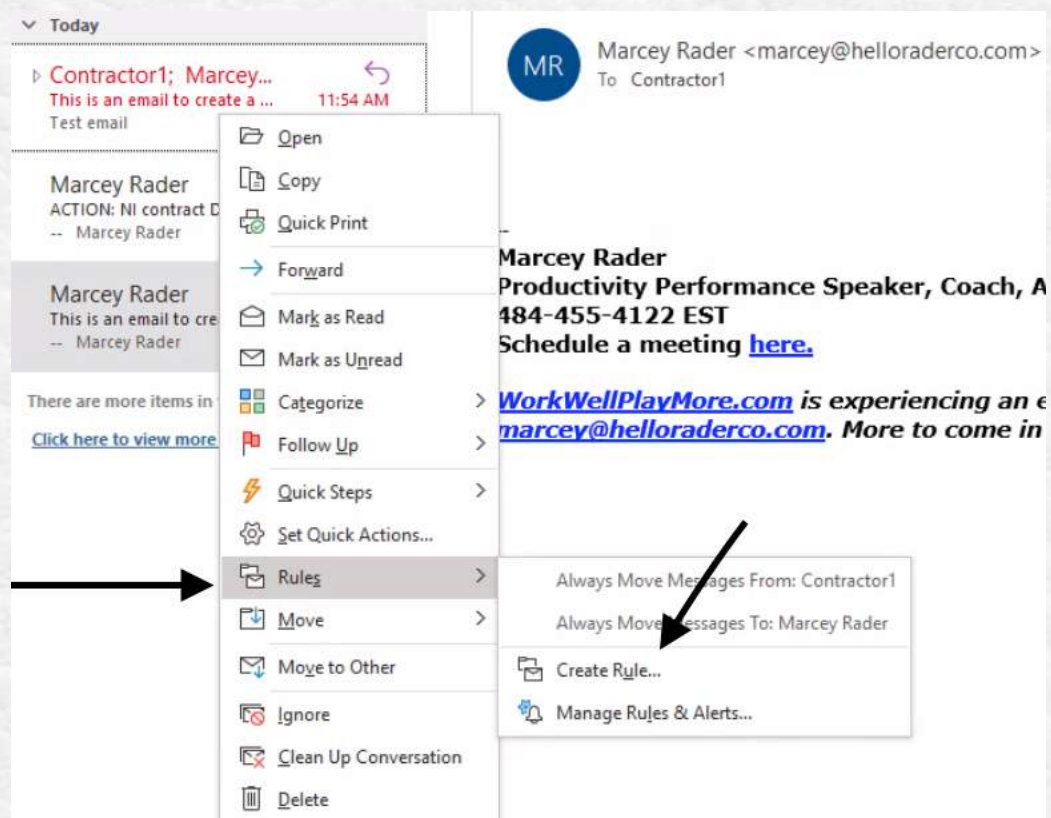 Today
Contractor1; Marcey...
This is an email to create a ... 11:54 AM
Test email
Marcey Rader
ACTION: NI contract D
-- Marcey Rader
Marcey Rader
This is an email to cre
-- Marcey Rader
There are more items in
Click here to view more
Open
Copy
Quick Print
Forward
Mark as Read
Mark as Unread
Categorize
Follow Up
Quick Steps
Set Quick Actions...
Rules
Move
Move to Other
Ignore
Clean Up Conversation
Delete
Always Move Messages From: Contractor1
Always Move Messages To: Marcey Rader
Create Rule...
Manage Rules & Alerts...
MR
Marcey Rader <marcey@helloraderco.com>
To Contractor1
--
Marcey Rader
Productivity Performance Speaker, Coach, A
484-455-4122 EST
Schedule a meeting here.
WorkWellPlayMore.com is experiencing an e
marcey@helloraderco.com. More to come in